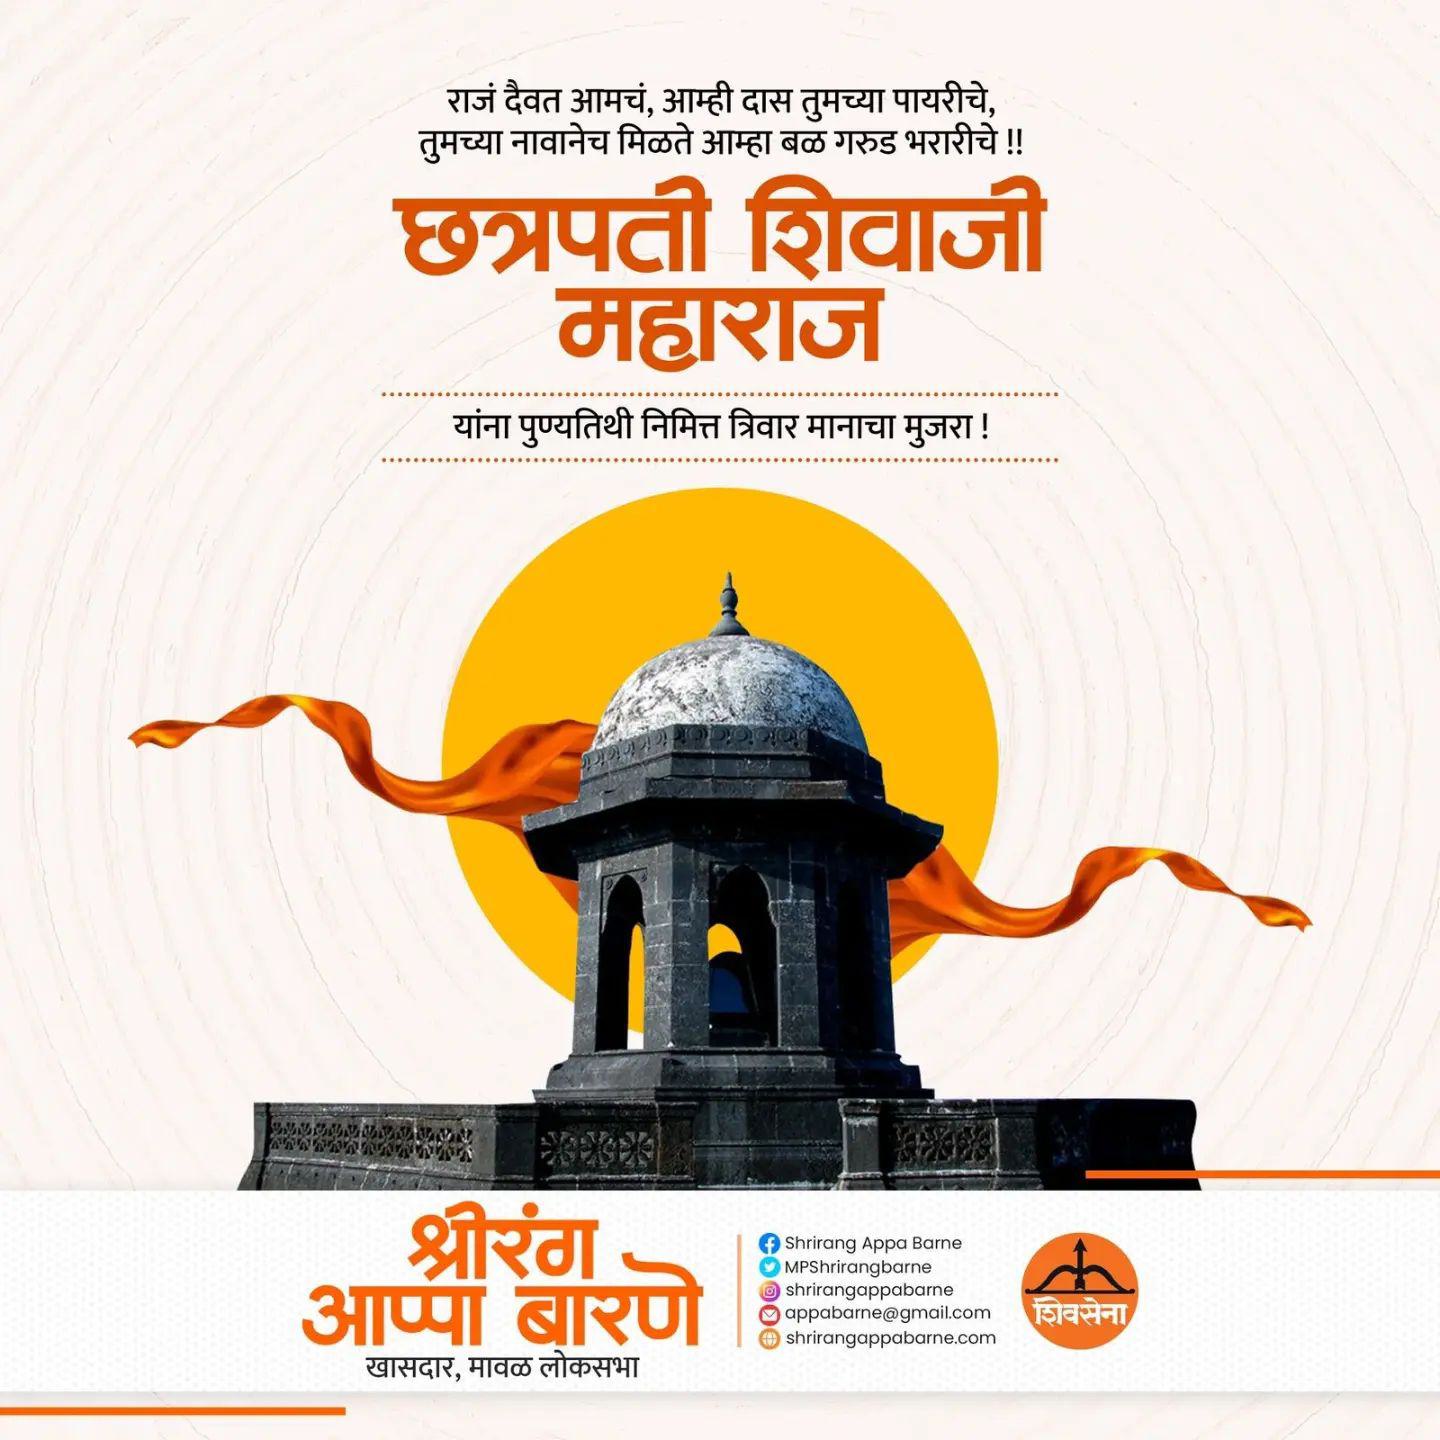 राजं दैवत आमचं, आम्ही दास तुमच्या पायरीचे,
तुमच्या नावानेच मिळते आम्हा बळ गरुड भरारीचे !!
छत्रपती शिवाजी
महाराज
यांना पुण्यतिथी निमित्त त्रिवार मानाचा मुजरा !
श्रीरंग
आप्पा बारणे
खासदार, मावळ लोकसभा
Shrirang Appa Barne
MPShrirangbarne
shrirangappabarne
appabarne@gmail.com
shrirangappabarne.com
शिवसेना